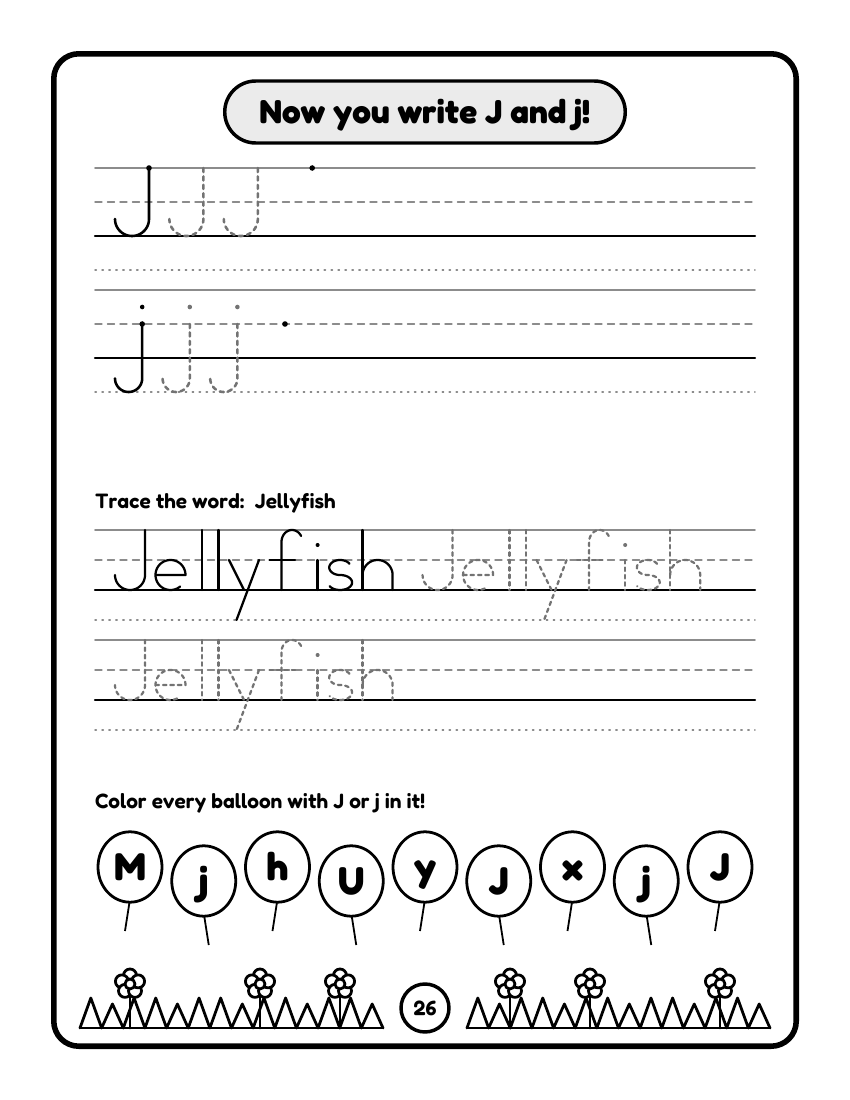 Now you write J and j!
J J J
j j j
Trace the word: Jellyfish
Jellyfish Jellyfish
Jellyfish
Color every balloon with J or j in it!
M j h U y J x j J
26